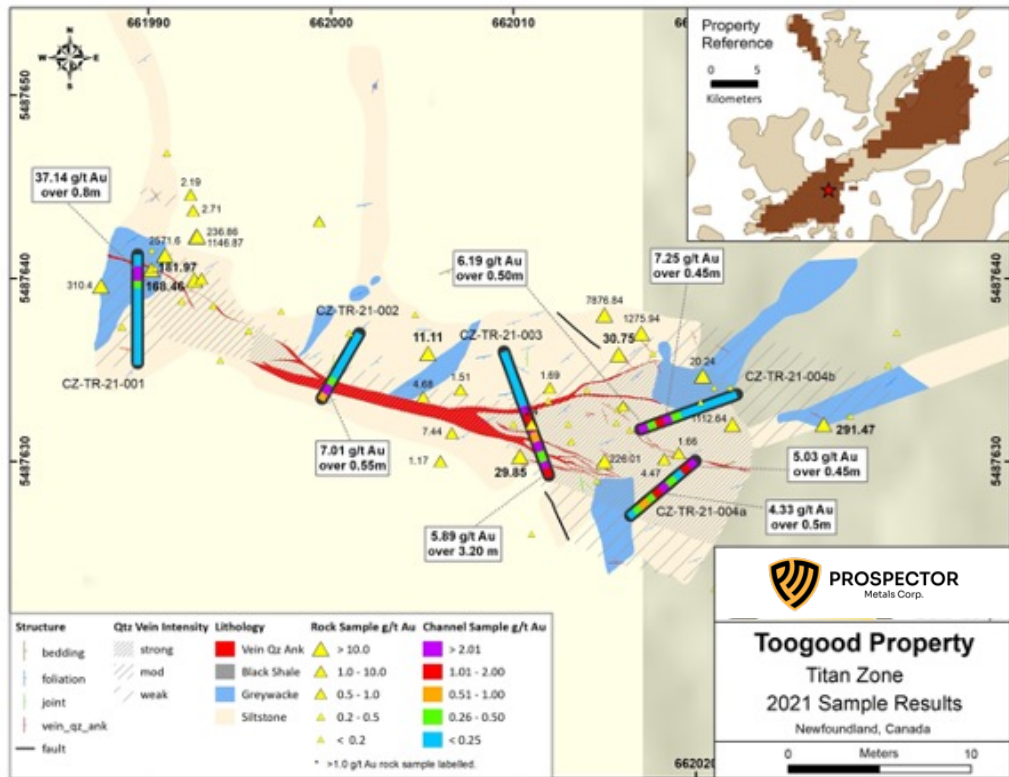 661990
662000
662010
5487650
5487640
5487630
5487640
5487630
662020
N
W
E
S
Property
Reference
0 5
Kilometers
37.14 g/t Au
over 0.8m
2.19
2.71
236.86
1146.87
2571.6
181.97
168.46
310.4
CZ-TR-21-001
CZ-TR-21-002
7.01 g/t Au
over 0.55m
11.11
4.68
1.51
7.44
1.17
CZ-TR-21-003
1.69
29.85
5.89 g/t Au
over 3.20 m
6.19 g/t Au
over 0.50m
7.25 g/t Au
over 0.45m
7876.84
1275.94
30.75
20.24
CZ-TR-21-004b
1112.64
291.47
1.66
226.01
4.47
CZ-TR-21-004a
5.03 g/t Au
over 0.45m
4.33 g/t Au
over 0.5m
Structure
bedding
foliation
joint
vein_qz_ank
fault
Qtz Vein Intensity
strong
mod
weak
Lithology
Vein Qz Ank
Black Shale
Greywacke
Siltstone
Rock Sample g/t Au
> 10.0
1.0 - 10.0
0.5 - 1.0
0.2 - 0.5
< 0.2
* >1.0 g/t Au rock sample labelled.
Channel Sample g/t Au
> 2.01
1.01 - 2.00
0.51 - 1.00
0.26 - 0.50
< 0.25
PROSPECTOR
Metals Corp.
Toogood Property
Titan Zone
2021 Sample Results
Newfoundland, Canada
Meters
0 10